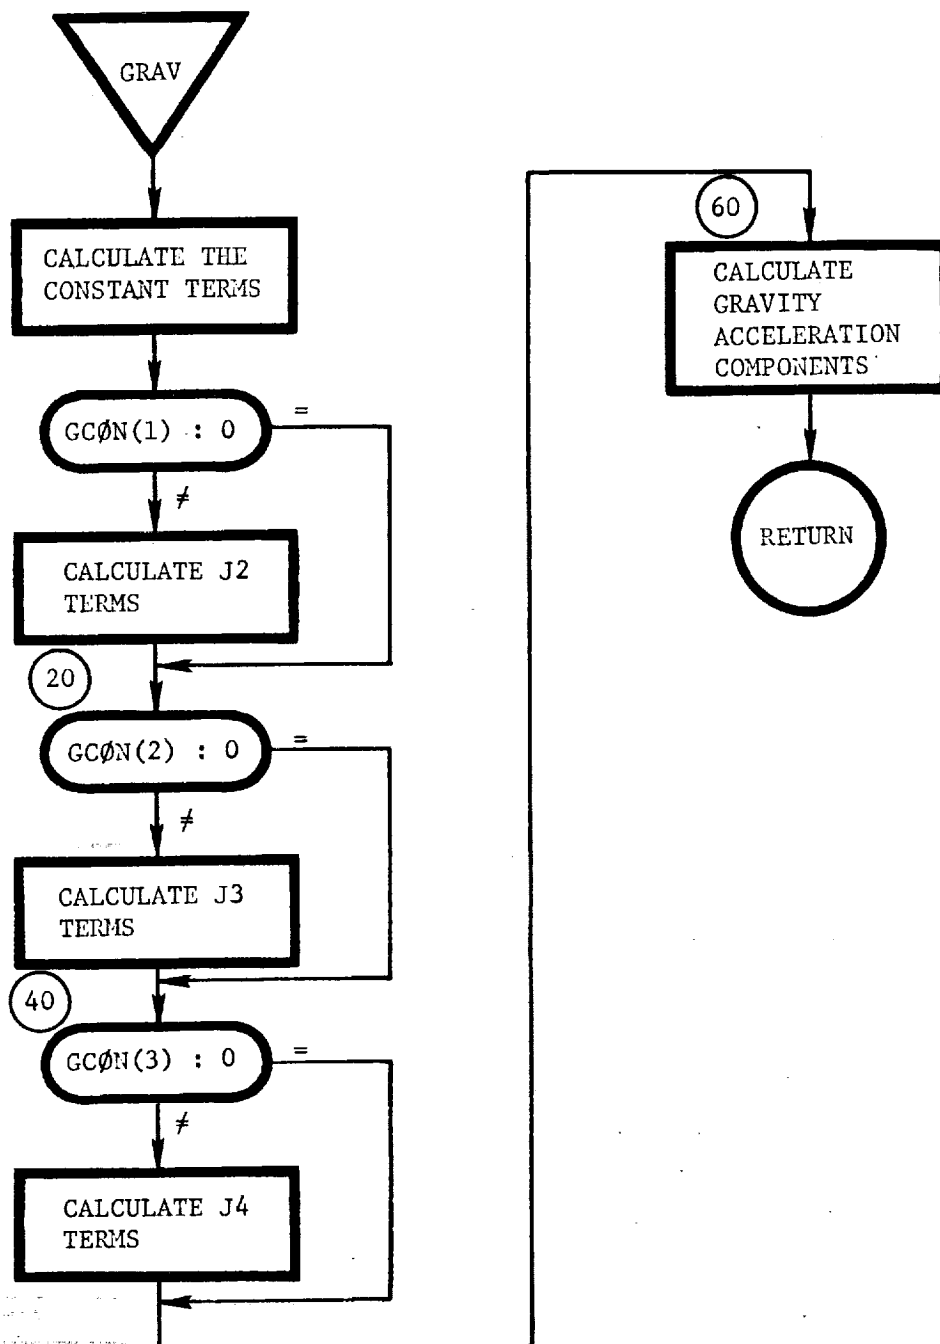 GRAV
CALCULATE THE
CONSTANT TERMS
GCØN(1) : 0
=
≠
CALCULATE J2
TERMS
20
GCØN(2) : 0
=
≠
CALCULATE J3
TERMS
40
GCØN(3) : 0
=
≠
CALCULATE J4
TERMS
60
CALCULATE
GRAVITY
ACCELERATION
COMPONENTS
RETURN